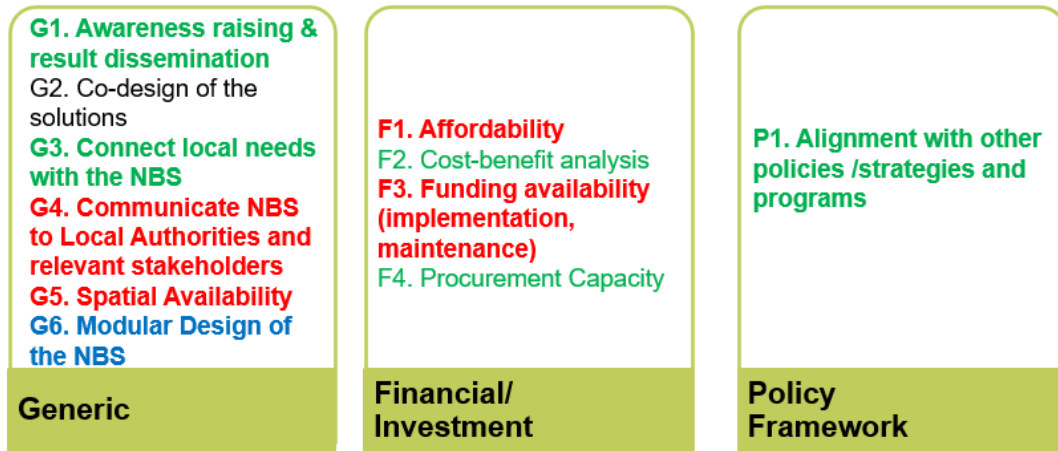 G1. Awareness raising &
result dissemination
G2. Co-design of the
solutions
G3. Connect local needs
with the NBS
G4. Communicate NBS
to Local Authorities and
relevant stakeholders
G5. Spatial Availability
G6. Modular Design of
the NBS
Generic
F1. Affordability
F2. Cost-benefit analysis
F3. Funding availability
(implementation,
maintenance)
F4. Procurement Capacity
Financial/
Investment
P1. Alignment with other
policies /strategies and
programs
Policy
Framework